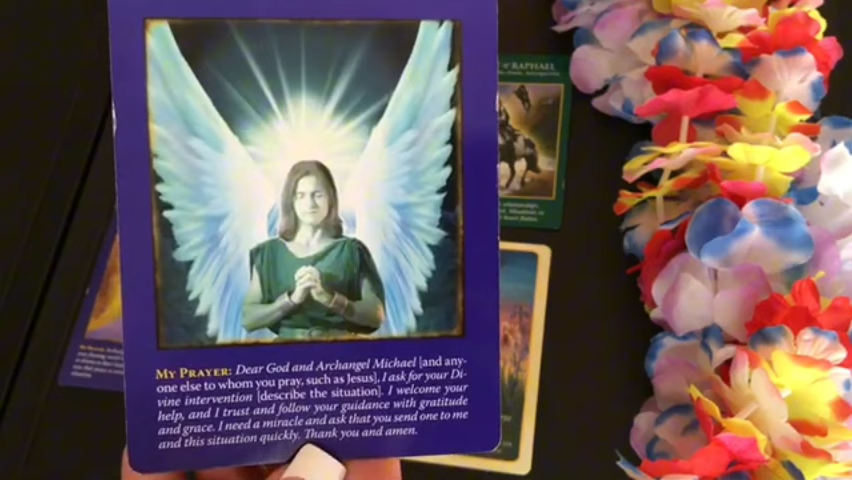 MY PRAYER: Dear God and Archangel Michael [and any-
one else to whom you pray, such as Jesus], I ask for your Di-
vine intervention [describe the situation]. I welcome your
help, and I trust and follow your guidance with gratitude
and grace. I need a miracle and ask that you send one to me
and this situation quickly. Thank you and amen.
RAPHAEL